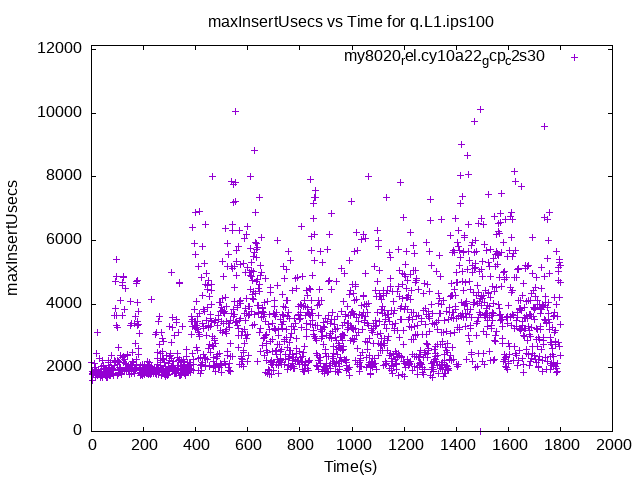 maxInsertUsecs vs Time for q.L1.ips100
my8020rel.cy10a22gcpc2s30
maxInsertUsecs
12000
10000
8000
6000
4000
2000
0
0 200 400 600 800 1000 1200 1400 1600 1800 2000
Time(s)